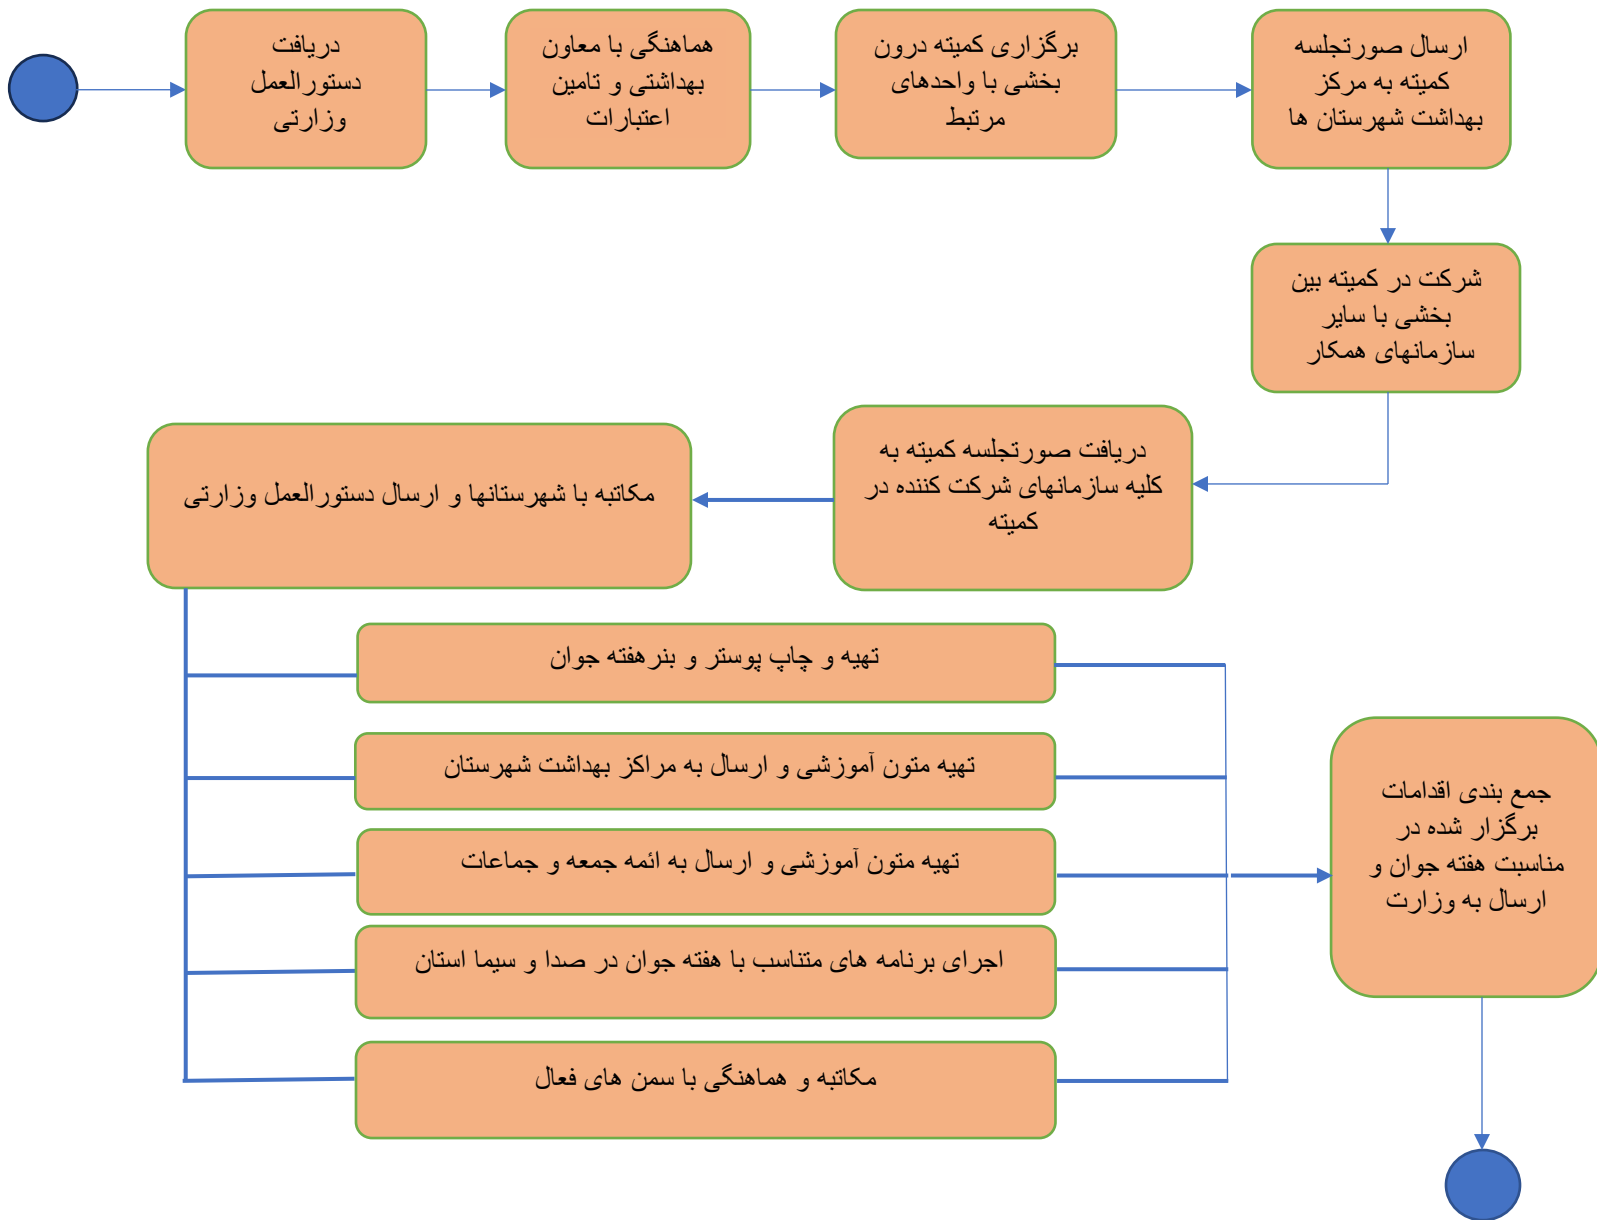 دریافت
دستورالعمل
وزارتی
هماهنگی با معاون
بهداشتی و تامین
اعتبارات
برگزاری کمیته درون
بخشی با واحدهای
مرتبط
ارسال صورتجلسه
کمیته به مرکز
بهداشت شهرستان ها
شرکت در کمیته بین
بخشی با سایر
سازمانهای همکار
دریافت صورتجلسه کمیته به
کلیه سازمانهای شرکت کننده در
کمیته
مکاتبه با شهرستانها و ارسال دستورالعمل وزارتی
تهیه و چاپ پوستر و بنرهفته جوان
تهیه متون آموزشی و ارسال به مراکز بهداشت شهرستان
تهیه متون آموزشی و ارسال به ائمه جمعه و جماعات
اجرای برنامه های متناسب با هفته جوان در صدا و سیما استان
مکاتبه و هماهنگی با سمن های فعال
جمع بندی اقدامات
برگزار شده در
مناسبت هفته جوان و
ارسال به وزارت